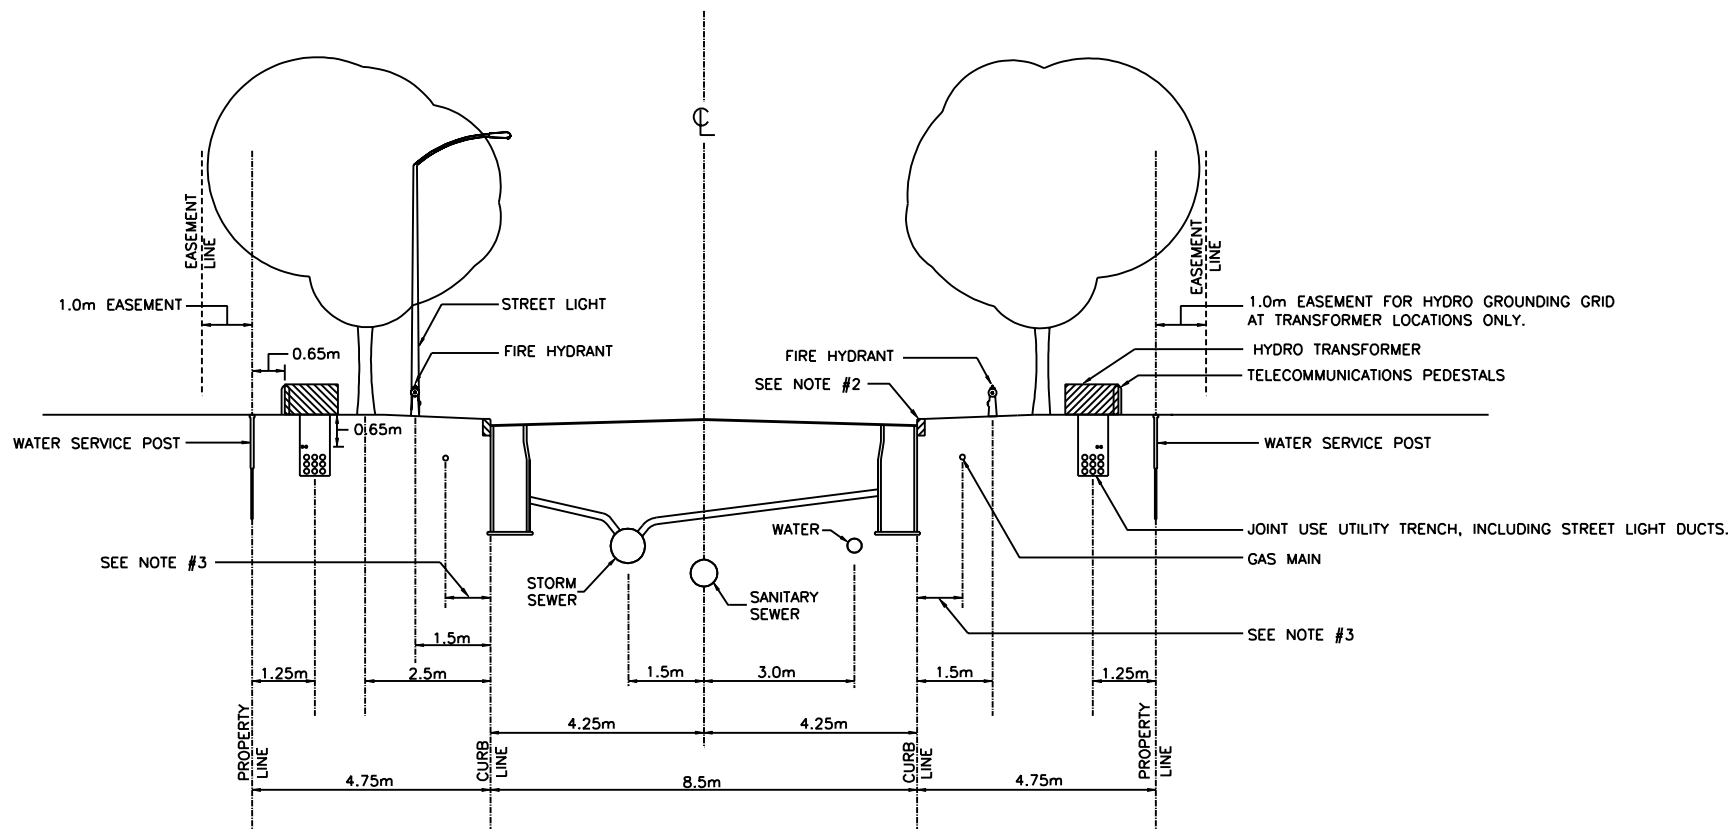 ℄
EASEMENT
LINE
EASEMENT
LINE
1.0m EASEMENT
STREET LIGHT
1.0m EASEMENT FOR HYDRO GROUNDING GRID
AT TRANSFORMER LOCATIONS ONLY.
0.65m
FIRE HYDRANT
FIRE HYDRANT
HYDRO TRANSFORMER
SEE NOTE #2
TELECOMMUNICATIONS PEDESTALS
0.65m
WATER SERVICE POST
WATER SERVICE POST
WATER
JOINT USE UTILITY TRENCH, INCLUDING STREET LIGHT DUCTS.
SEE NOTE #3
GAS MAIN
STORM
SEWER
SANITARY
SEWER
SEE NOTE #3
1.5m
1.25m
2.5m
1.5m
3.0m
1.5m
1.25m
4.25m
4.25m
PROPERTY
LINE
CURB
LINE
CURB
LINE
PROPERTY
LINE
4.75m
8.5m
4.75m